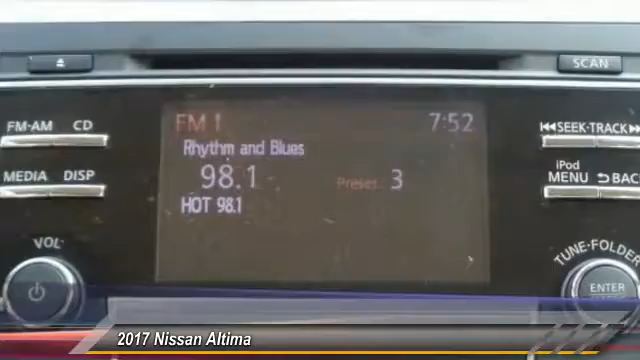 SCAN
FM-AM CD
FM 1
7:52
SEEK·TRACK
Rhythm and Blues
98.1
Preset 3
MEDIA DISP
iPod
MENU BACK
HOT 98.1
VOL
TUNE·FOLDER
ENTER
2017 Nissan Altima